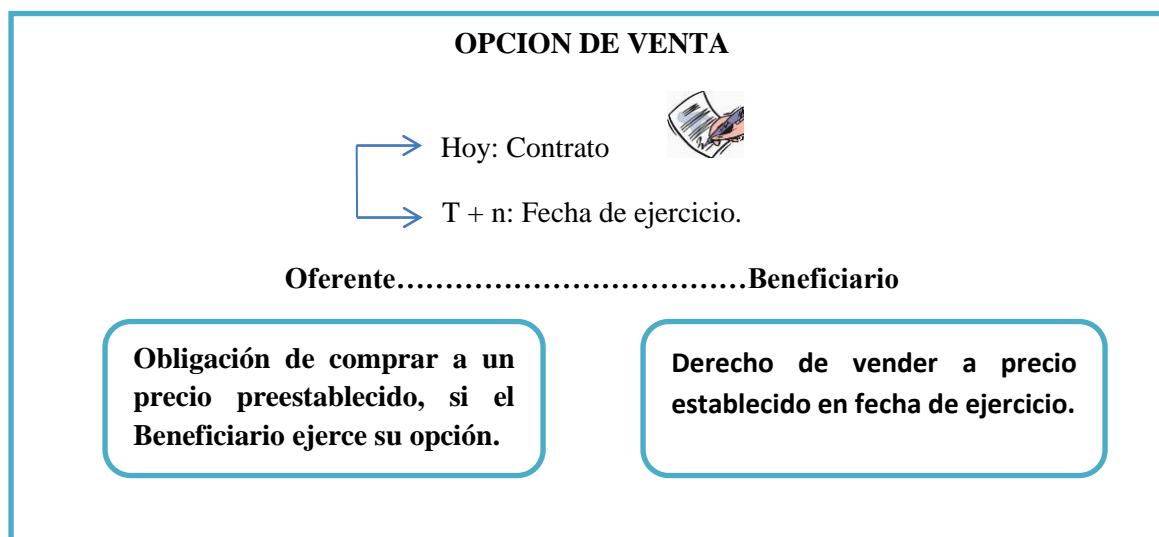 OPCION DE VENTA
Hoy: Contrato
T + n: Fecha de ejercicio.
Oferente………………………………Beneficiario
Obligación de comprar a un
precio preestablecido, si el
Beneficiario ejerce su opción.
Derecho de vender a precio
establecido en fecha de ejercicio.